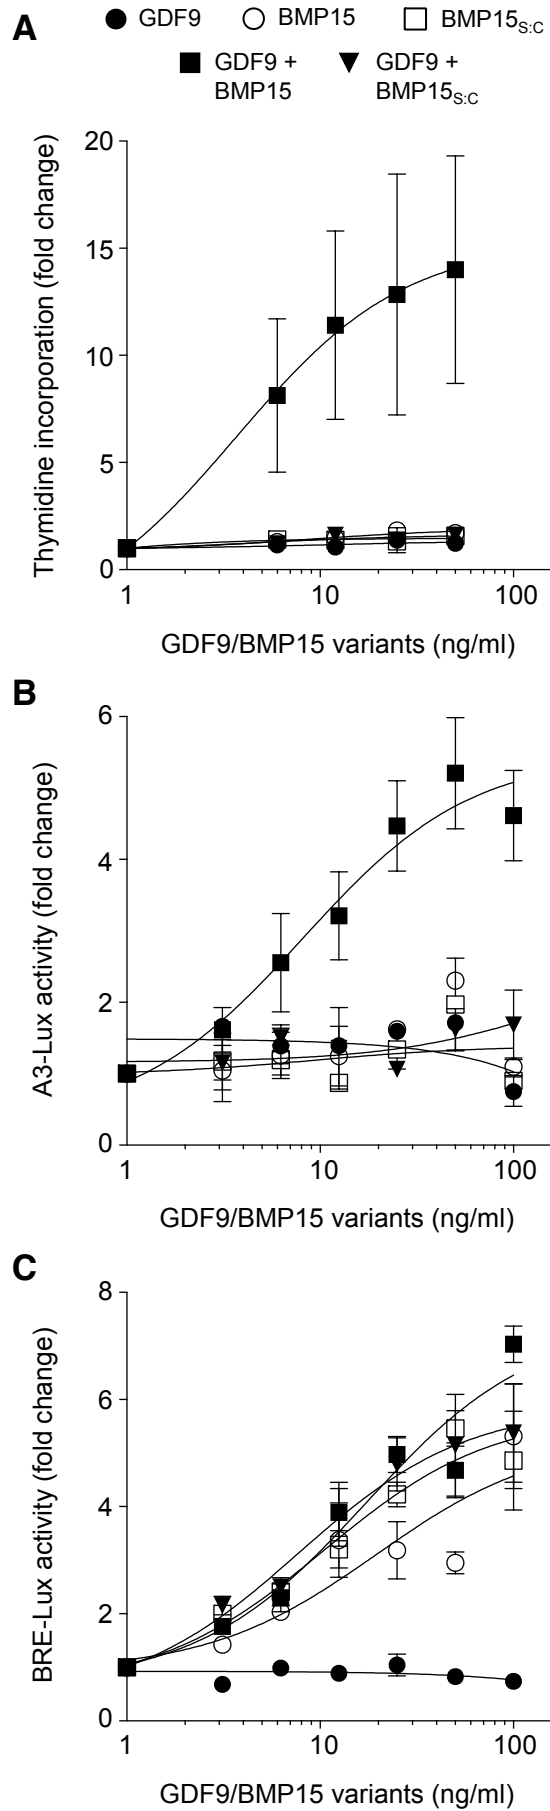 A
GDF9 BMP15 BMP15S:C
GDF9 + GDF9 +
BMP15 BMP15S:C
Thymidine incorporation (fold change)
20
15
10
5
0
1 10 100
GDF9/BMP15 variants (ng/ml)
B
A3-Lux activity (fold change)
6
4
2
0
1 10 100
GDF9/BMP15 variants (ng/ml)
C
BRE-Lux activity (fold change)
8
6
4
2
0
1 10 100
GDF9/BMP15 variants (ng/ml)